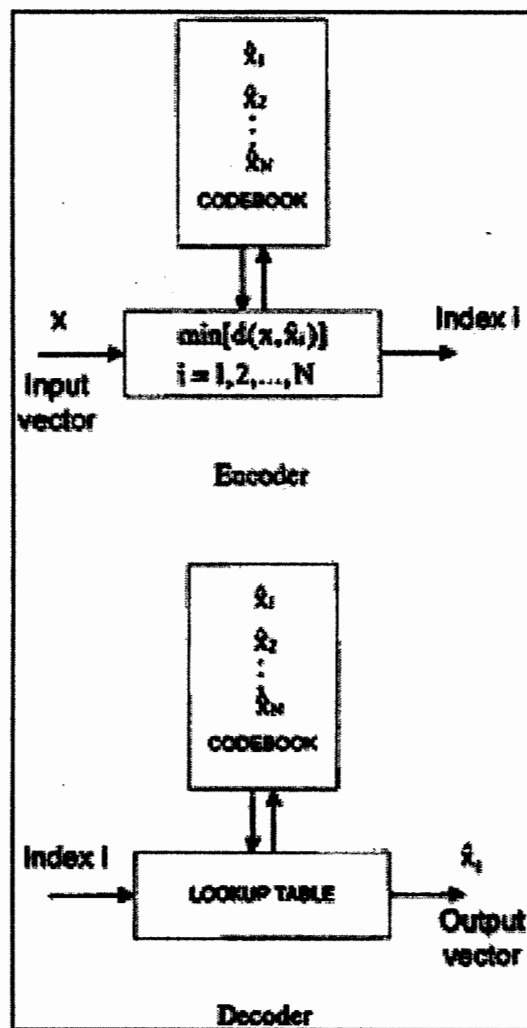 x̂₁
x̂₂
⋮
x̂N
CODEBOOK
x
Index i
min[d(x, x̂ᵢ)]
i = 1, 2, ..., N
Input
vector
Encoder
x̂₁
x̂₂
⋮
x̂N
CODEBOOK
Index i
x̂ᵢ
LOOKUP TABLE
Output
vector
Decoder